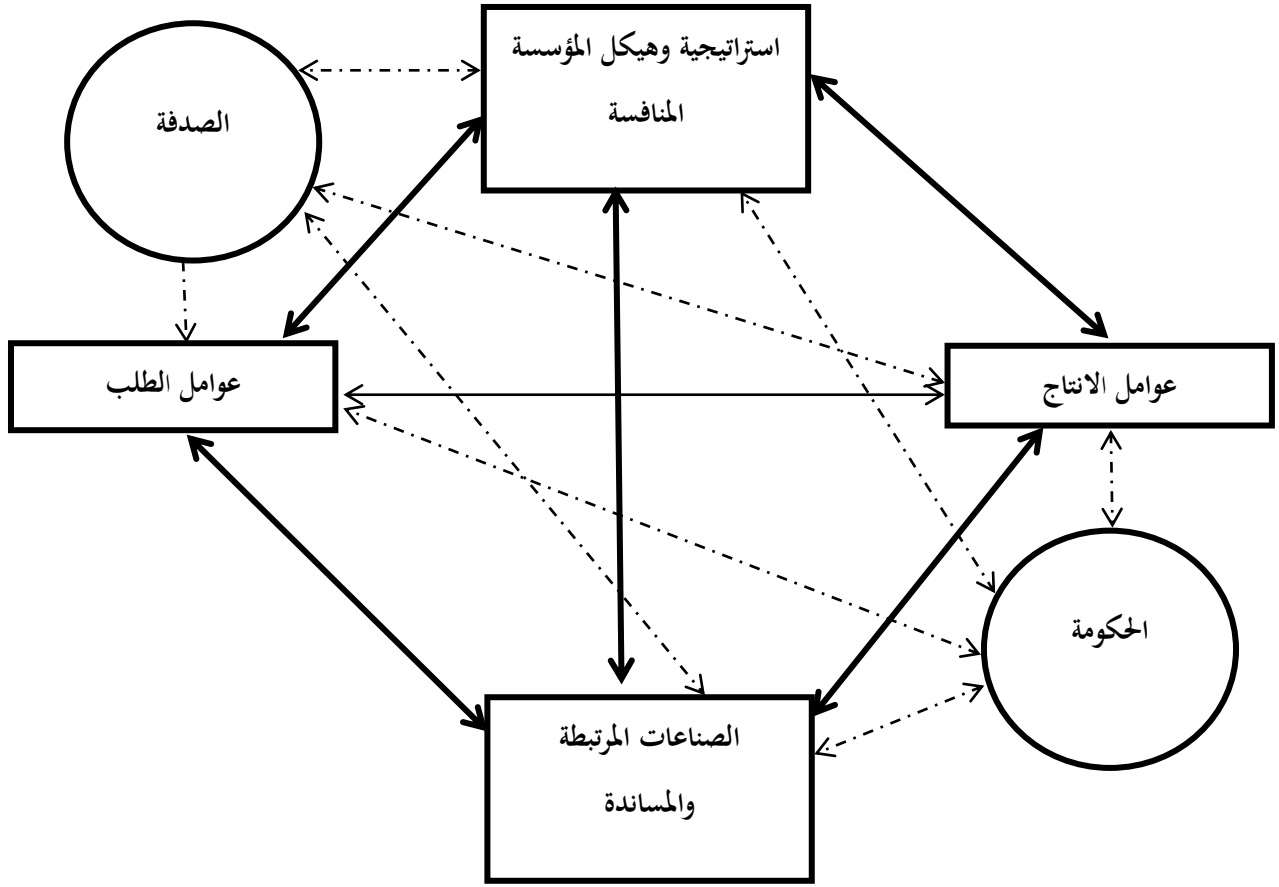 استراتيجية وهيكل المؤسسة
المنافسة
الصدفة
عوامل الانتاج
عوامل الطلب
الحكومة
الصناعات المرتبطة
والمساندة